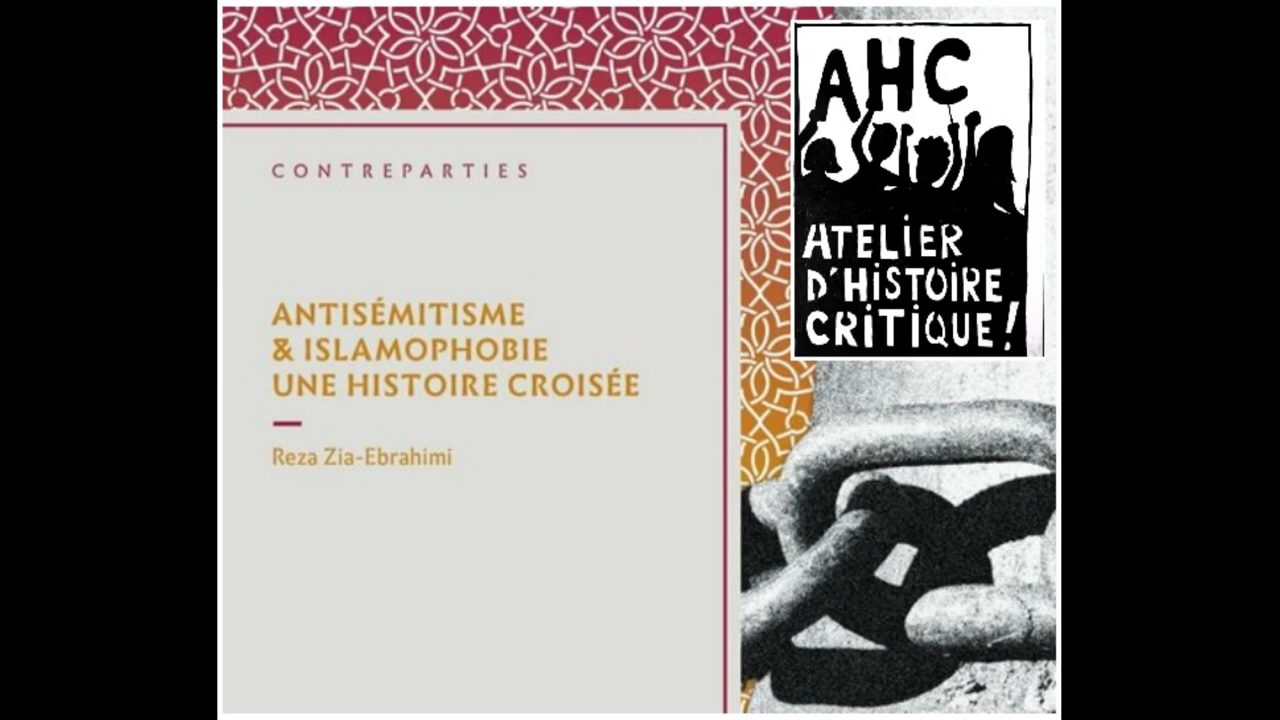 CONTREPARTIES
ANTISÉMITISME
& ISLAMOPHOBIE
UNE HISTOIRE CROISÉE
Reza Zia-Ebrahimi
AHC
ATELiER
D'HiSTOiRE
CRiTiQUE!